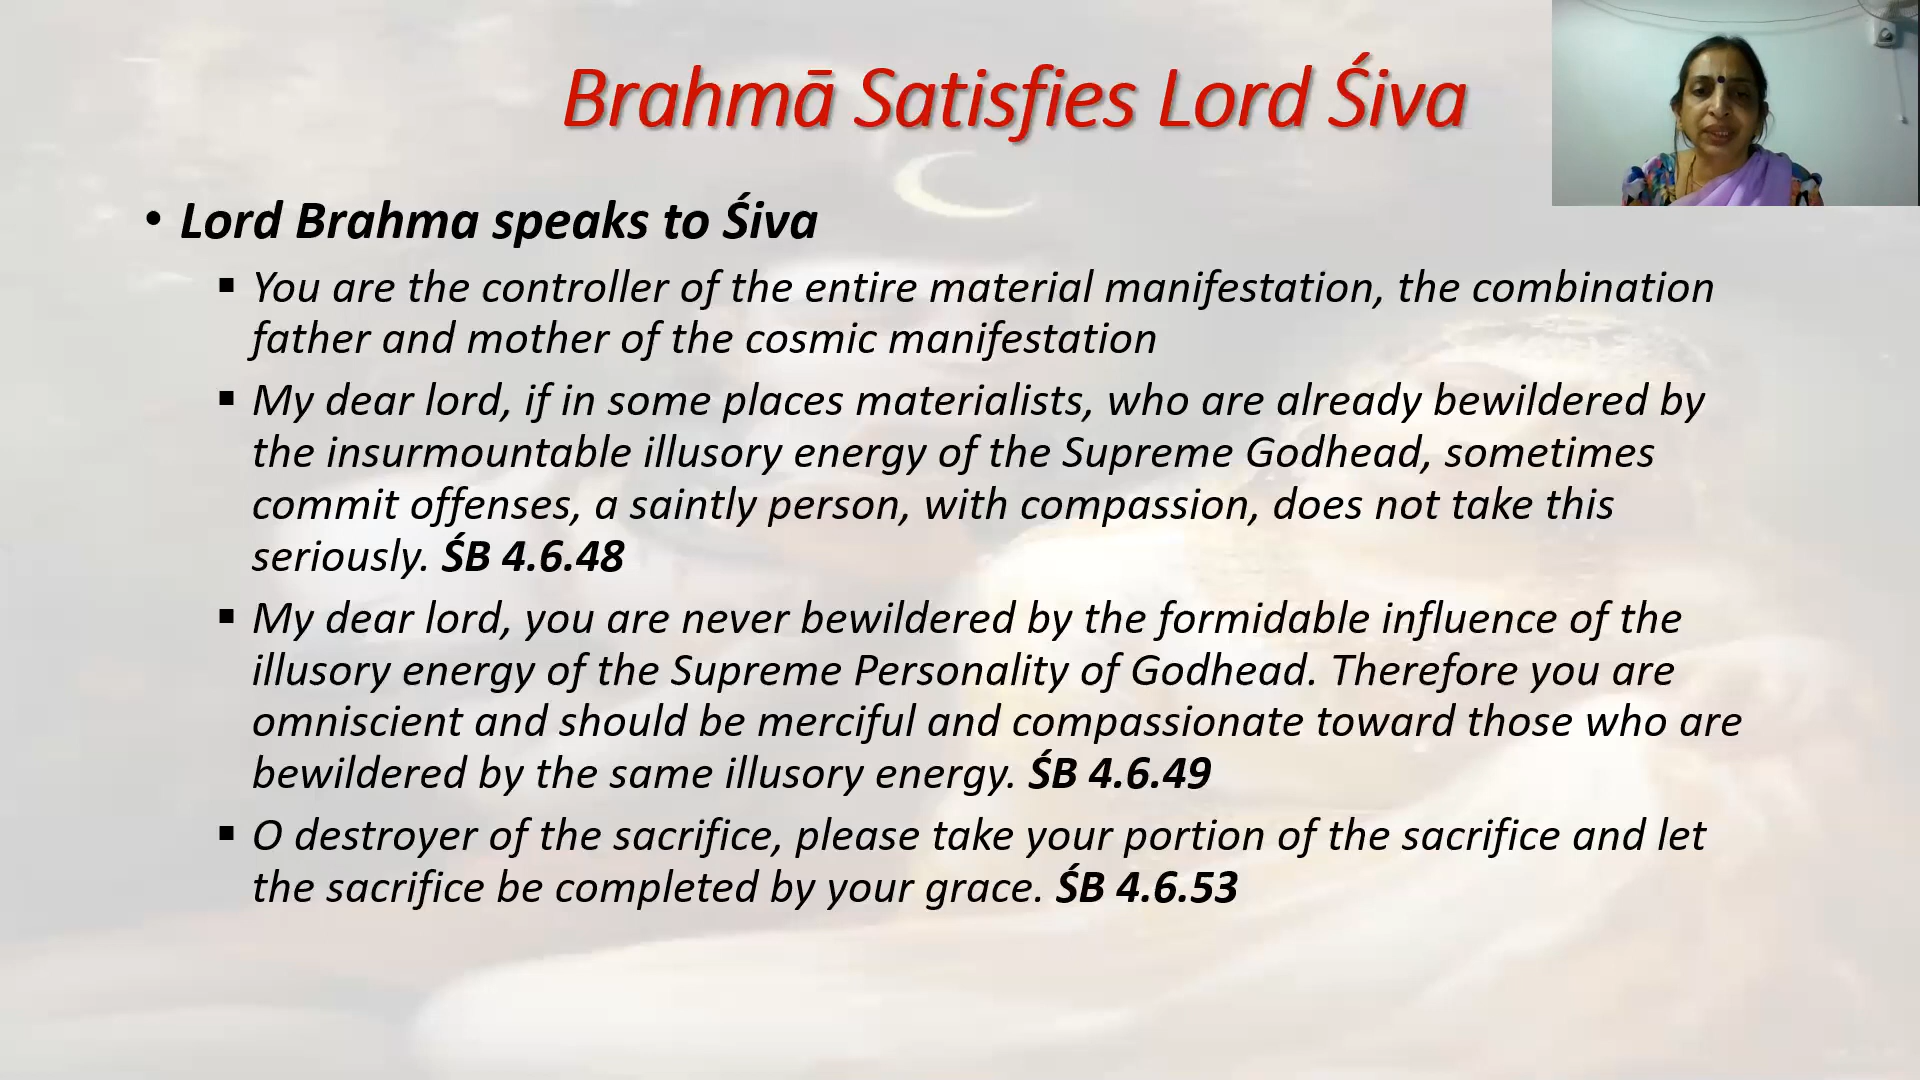 Brahmā Satisfies Lord Śiva
• Lord Brahma speaks to Śiva
▪ You are the controller of the entire material manifestation, the combination
father and mother of the cosmic manifestation
▪ My dear lord, if in some places materialists, who are already bewildered by
the insurmountable illusory energy of the Supreme Godhead, sometimes
commit offenses, a saintly person, with compassion, does not take this
seriously. ŚB 4.6.48
▪ My dear lord, you are never bewildered by the formidable influence of the
illusory energy of the Supreme Personality of Godhead. Therefore you are
omniscient and should be merciful and compassionate toward those who are
bewildered by the same illusory energy. ŚB 4.6.49
▪ O destroyer of the sacrifice, please take your portion of the sacrifice and let
the sacrifice be completed by your grace. ŚB 4.6.53